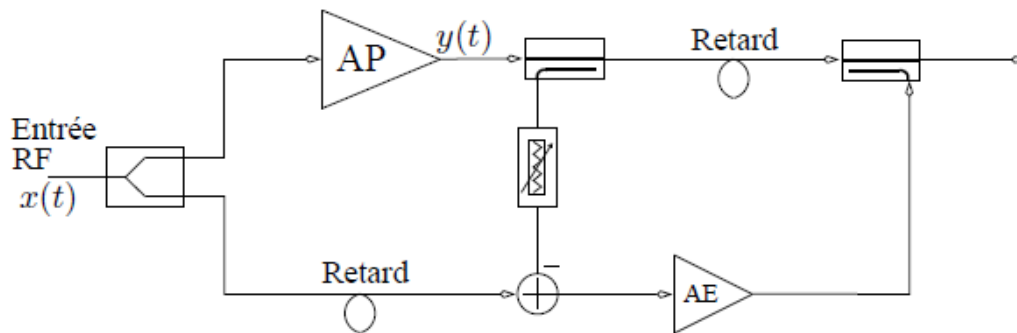 AP
y(t)
Retard
Entrée
RF
x(t)
Retard
AE